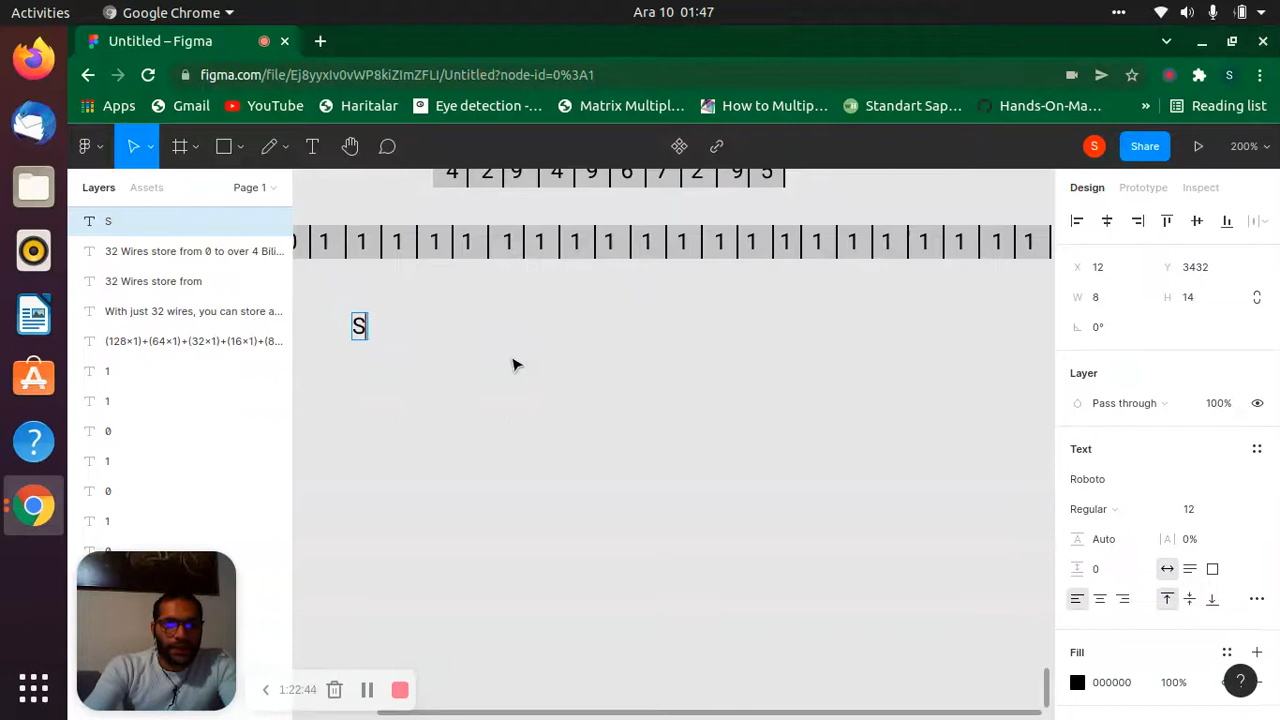 Activities Google Chrome Ara 10 01:47
Untitled – Figma
figma.com/file/Ej8yyxIv0vWP8kiZImZFLI/Untitled?node-id=0%3A1 S
Apps Gmail YouTube Haritalar Eye detection -... Matrix Multipl... How to Multip... Standart Sap... Hands-On-Ma... » Reading list
S Share 200%
Layers Assets Page 1
4 29 4 9 6 7 2 9 5
Design Prototype Inspect
S
32 Wires store from 0 to over 4 Bili...
32 Wires store from
With just 32 wires, you can store a...
(128×1)+(64×1)+(32×1)+(16×1)+(8...
1
1
0
1
0
1
0
0 1 1 1 1 1 1 1 1 1 1 1 1 1 1 1 1 1 1 1 1 1
S
X 12 Y 3432
W 8 H 14
0°
Layer
Pass through 100%
Text
Roboto
Regular 12
Auto |A| 0%
0
Fill
000000 100%
?
1:22:44